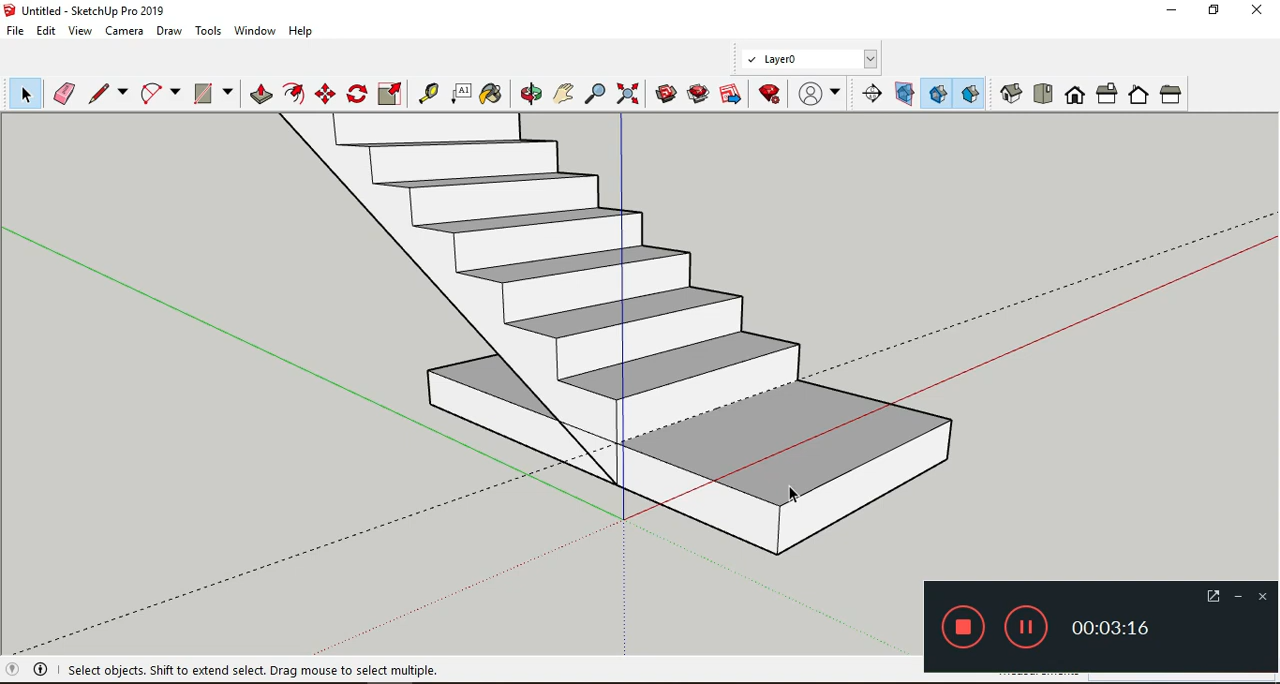 Untitled - SketchUp Pro 2019
File Edit View Camera Draw Tools Window Help
Layer0
A1
00:03:16
Select objects. Shift to extend select. Drag mouse to select multiple.